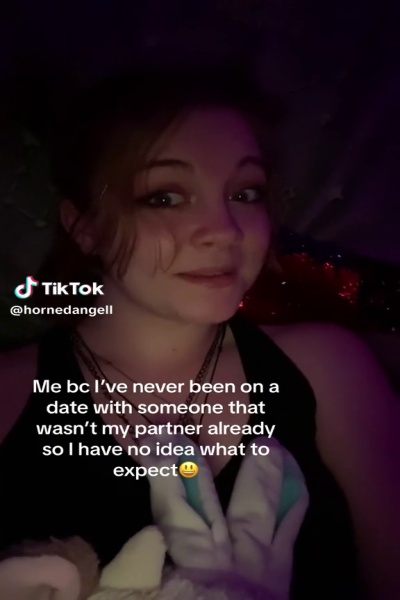 TikTok
@hornedangell
Me bc I've never been on a
date with someone that
wasn't my partner already
so I have no idea what to
expect😃